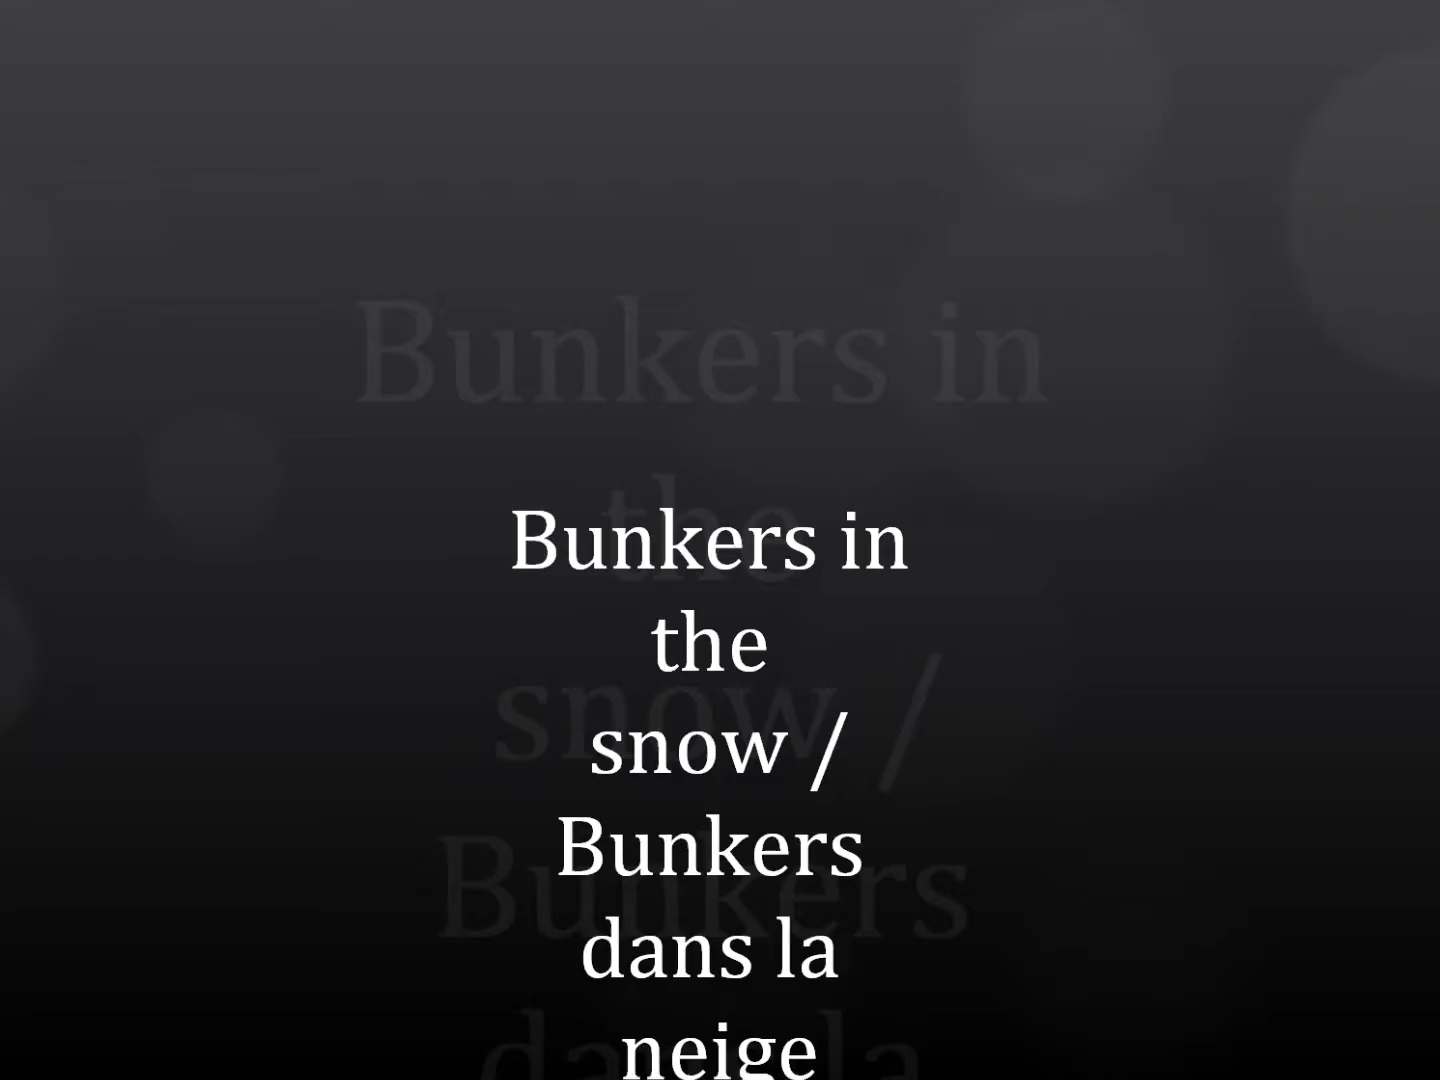 Bunkers in
the
snow /
Bunkers
dans la
neige